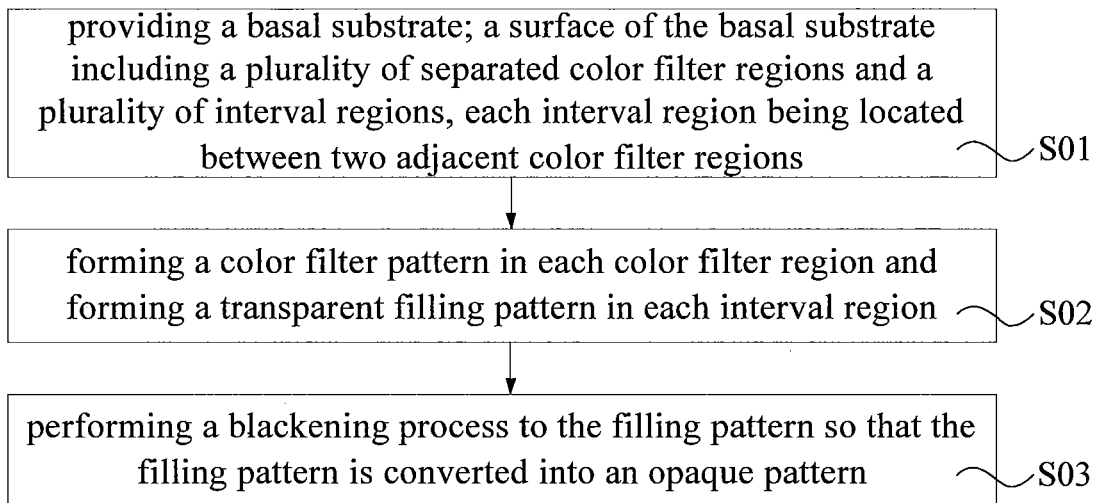 providing a basal substrate; a surface of the basal substrate
including a plurality of separated color filter regions and a
plurality of interval regions, each interval region being located
between two adjacent color filter regions
S01
forming a color filter pattern in each color filter region and
forming a transparent filling pattern in each interval region
S02
performing a blackening process to the filling pattern so that the
filling pattern is converted into an opaque pattern
S03